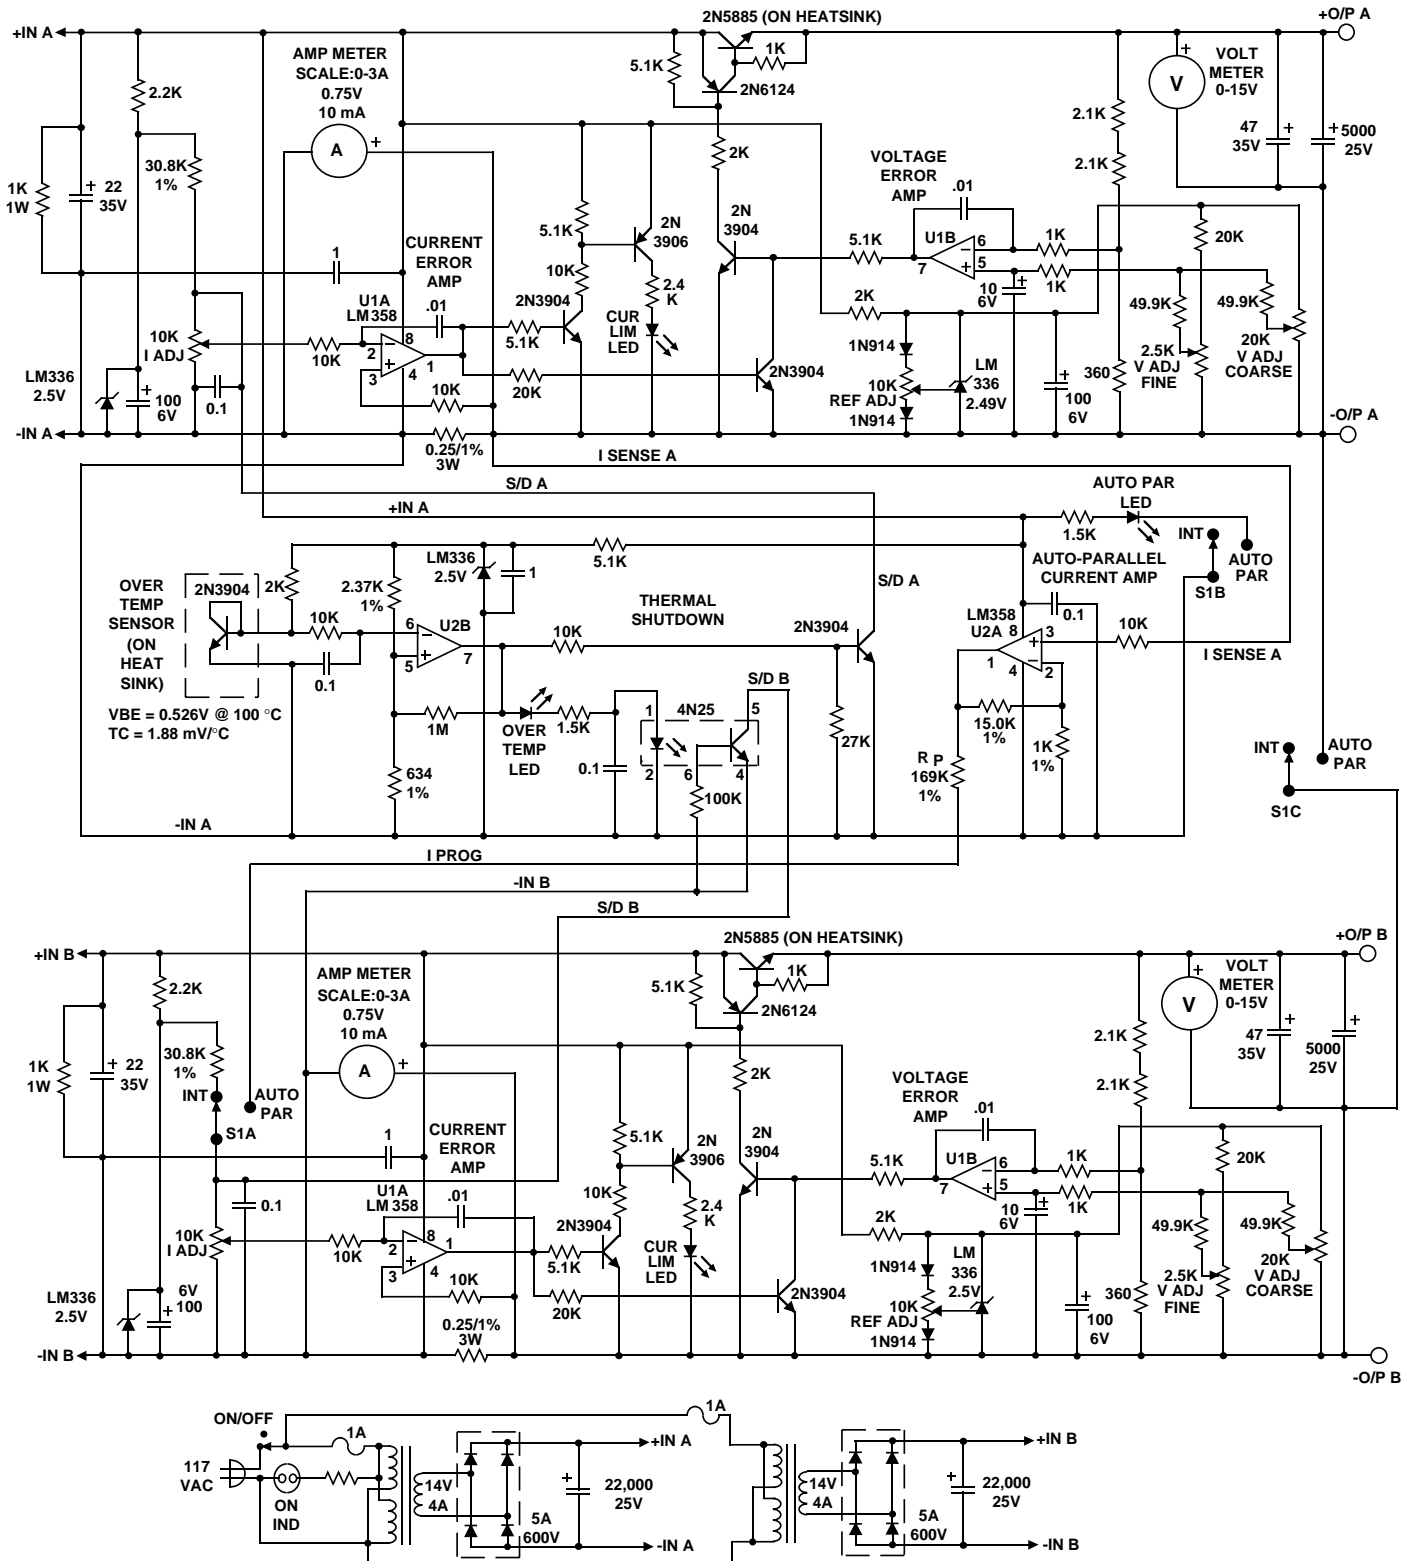 2N5885 (ON HEATSINK)
+O/P A
+IN A
AMP METER
SCALE:0-3A
0.75V
10 mA
A
+
2.2K
30.8K
1%
1K
1W
+
22
35V
1
5.1K
1K
2N6124
2K
VOLT
METER
0-15V
V
+
2.1K
2.1K
47
35V
+
5000
25V
+
VOLTAGE
ERROR
AMP
.01
5.1K
U1B
6
5
7
−
+
1K
1K
10
6V
+
20K
49.9K
49.9K
2.5K
V ADJ
FINE
20K
V ADJ
COARSE
CURRENT
ERROR
AMP
U1A
LM 358
.01
8
2
1
3
4
−
+
10K
I ADJ
10K
10K
5.1K
20K
5.1K
10K
2N3904
2N
3906
2.4
K
CUR
LIM
LED
2N
3904
2N3904
2K
1N914
10K
REF ADJ
1N914
LM
336
2.49V
+
100
6V
360
LM336
2.5V
+
100
6V
0.1
-IN A
0.25/1%
3W
-O/P A
I SENSE A
S/D A
+IN A
AUTO PAR
LED
1.5K
INT
AUTO
PAR
S1B
OVER
TEMP
SENSOR
(ON
HEAT
SINK)
2N3904
2K
10K
0.1
VBE = 0.526V @ 100 °C
TC = 1.88 mV/°C
2.37K
1%
LM336
2.5V
1
5.1K
6
5
7
−
+
U2B
1M
634
1%
THERMAL
SHUTDOWN
10K
OVER
TEMP
LED
1.5K
0.1
1
2
6
4
5
4N25
100K
S/D B
2N3904
27K
S/D A
AUTO-PARALLEL
CURRENT AMP
LM358
U2A
8
3
1
4
2
+
−
0.1
10K
I SENSE A
15.0K
1%
1K
1%
R P
169K
1%
INT
AUTO
PAR
S1C
-IN A
I PROG
-IN B
S/D B
2N5885 (ON HEATSINK)
+O/P B
+IN B
AMP METER
SCALE:0-3A
0.75V
10 mA
A
+
2.2K
30.8K
1%
1K
1W
+
22
35V
INT
AUTO
PAR
S1A
1
5.1K
1K
2N6124
2K
VOLT
METER
0-15V
V
+
2.1K
2.1K
47
35V
+
5000
25V
+
VOLTAGE
ERROR
AMP
.01
5.1K
U1B
6
5
7
−
+
1K
1K
10
6V
+
20K
49.9K
49.9K
2.5K
V ADJ
FINE
20K
V ADJ
COARSE
CURRENT
ERROR
AMP
U1A
LM 358
.01
8
2
1
3
4
−
+
0.1
10K
I ADJ
10K
10K
5.1K
20K
5.1K
10K
2N3904
2N
3906
2.4
K
CUR
LIM
LED
2N
3904
2N3904
2K
1N914
10K
REF ADJ
1N914
LM
336
2.5V
+
100
6V
360
LM336
2.5V
6V
100
+
0.25/1%
3W
-IN B
-O/P B
ON/OFF
1A
1A
117
VAC
ON
IND
14V
4A
5A
600V
+
22,000
25V
+IN A
-IN A
14V
4A
5A
600V
+
22,000
25V
+IN B
-IN B